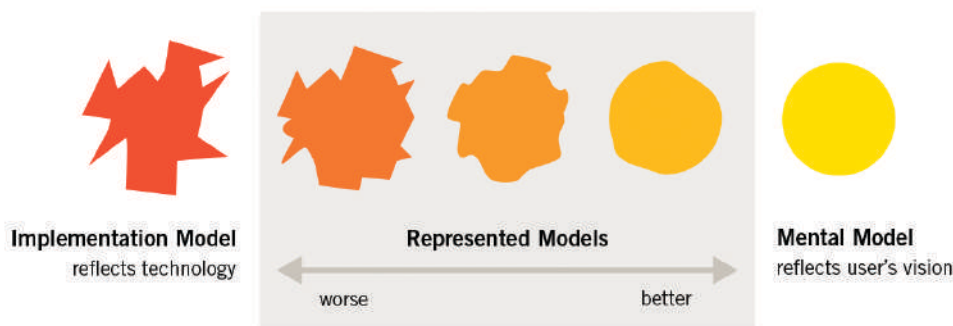 Implementation Model
reflects technology
Represented Models
worse
better
Mental Model
reflects user's vision